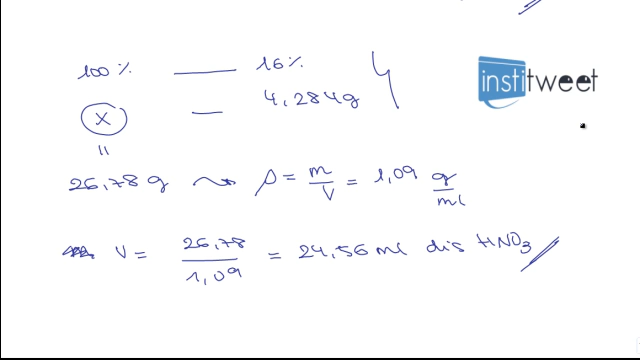 100% —— 16%
institweet
X — 4,284g
"
26,78 g ⇝ ρ = m/V = 1,09 g/ml
V = 26,78/1,09 = 24,56 ml dis HNO3